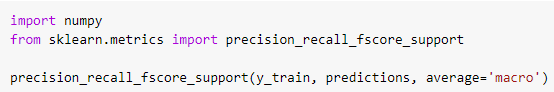 import numpy
from sklearn.metrics import precision_recall_fscore_support
precision_recall_fscore_support(y_train, predictions, average='macro')